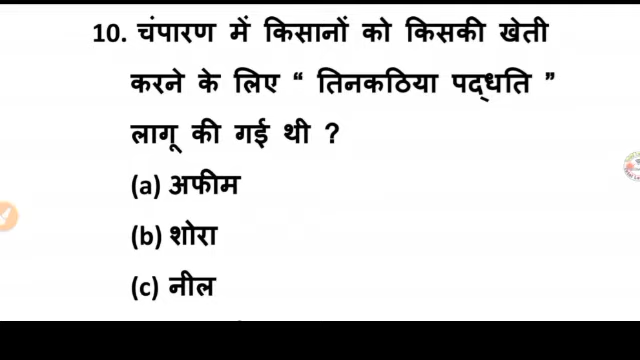 10. चंपारण में किसानों को किसकी खेती
करने के लिए “ तिनकठिया पद्धति ”
लागू की गई थी ?
(a) अफीम
(b) शोरा
(c) नील